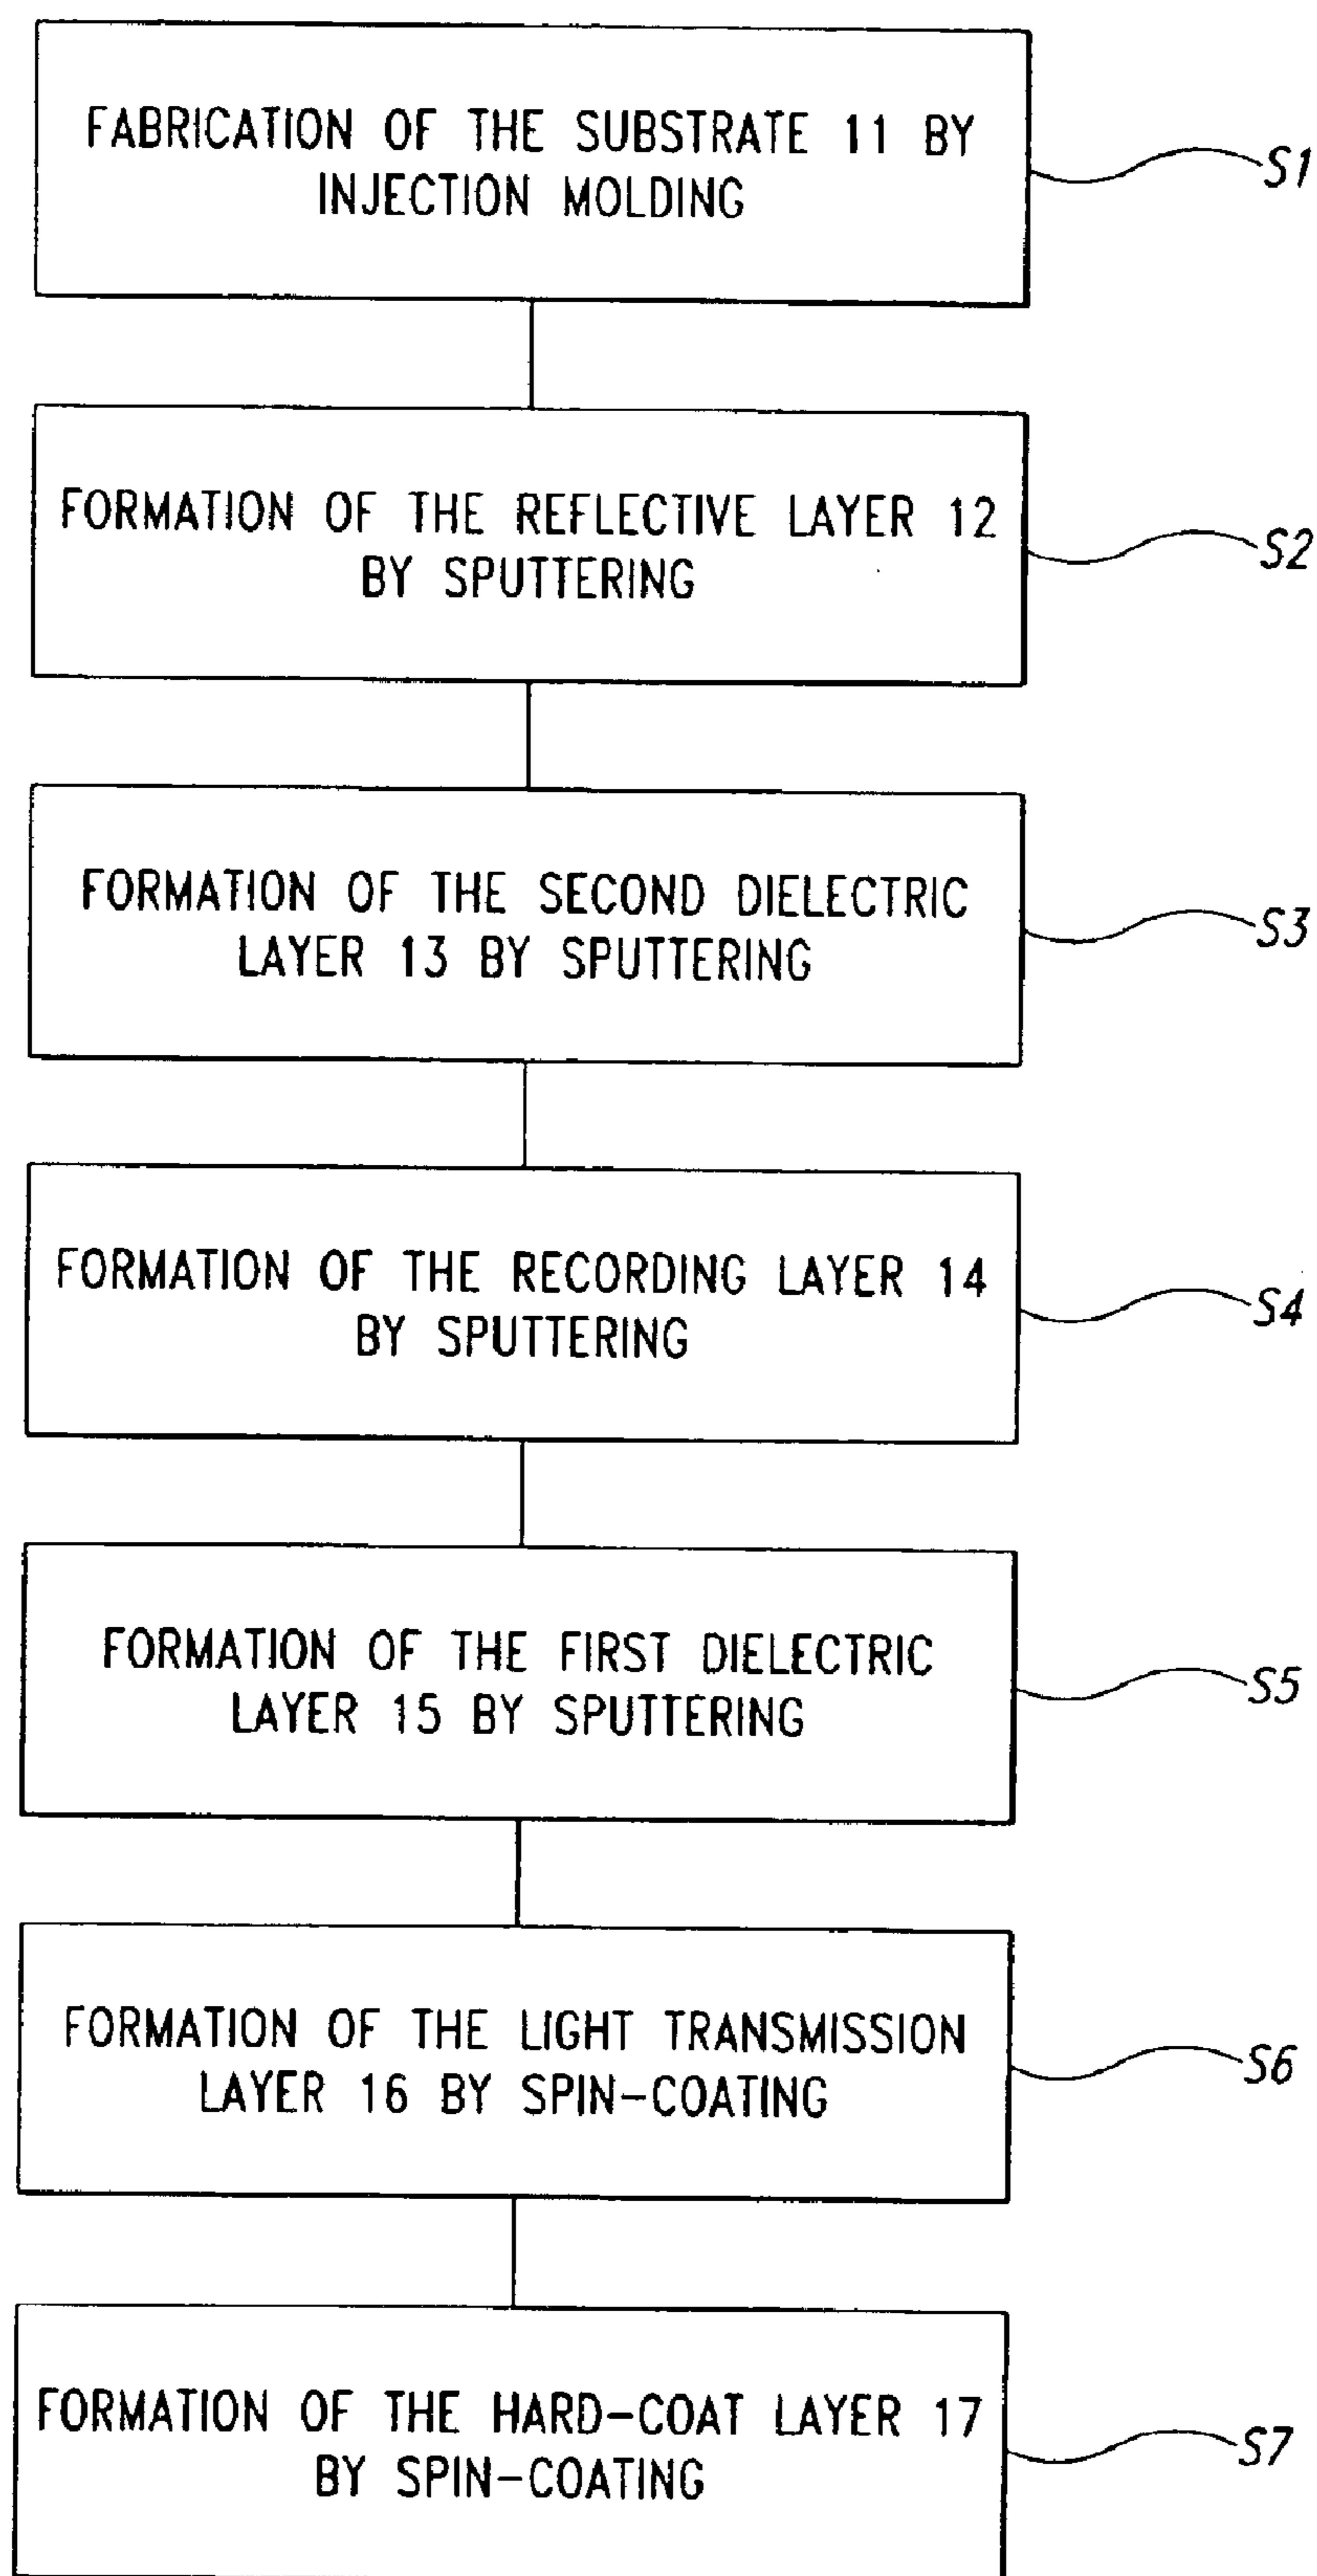 FABRICATION OF THE SUBSTRATE 11 BY
INJECTION MOLDING
S1
FORMATION OF THE REFLECTIVE LAYER 12
BY SPUTTERING
S2
FORMATION OF THE SECOND DIELECTRIC
LAYER 13 BY SPUTTERING
S3
FORMATION OF THE RECORDING LAYER 14
BY SPUTTERING
S4
FORMATION OF THE FIRST DIELECTRIC
LAYER 15 BY SPUTTERING
S5
FORMATION OF THE LIGHT TRANSMISSION
LAYER 16 BY SPIN-COATING
S6
FORMATION OF THE HARD-COAT LAYER 17
BY SPIN-COATING
S7